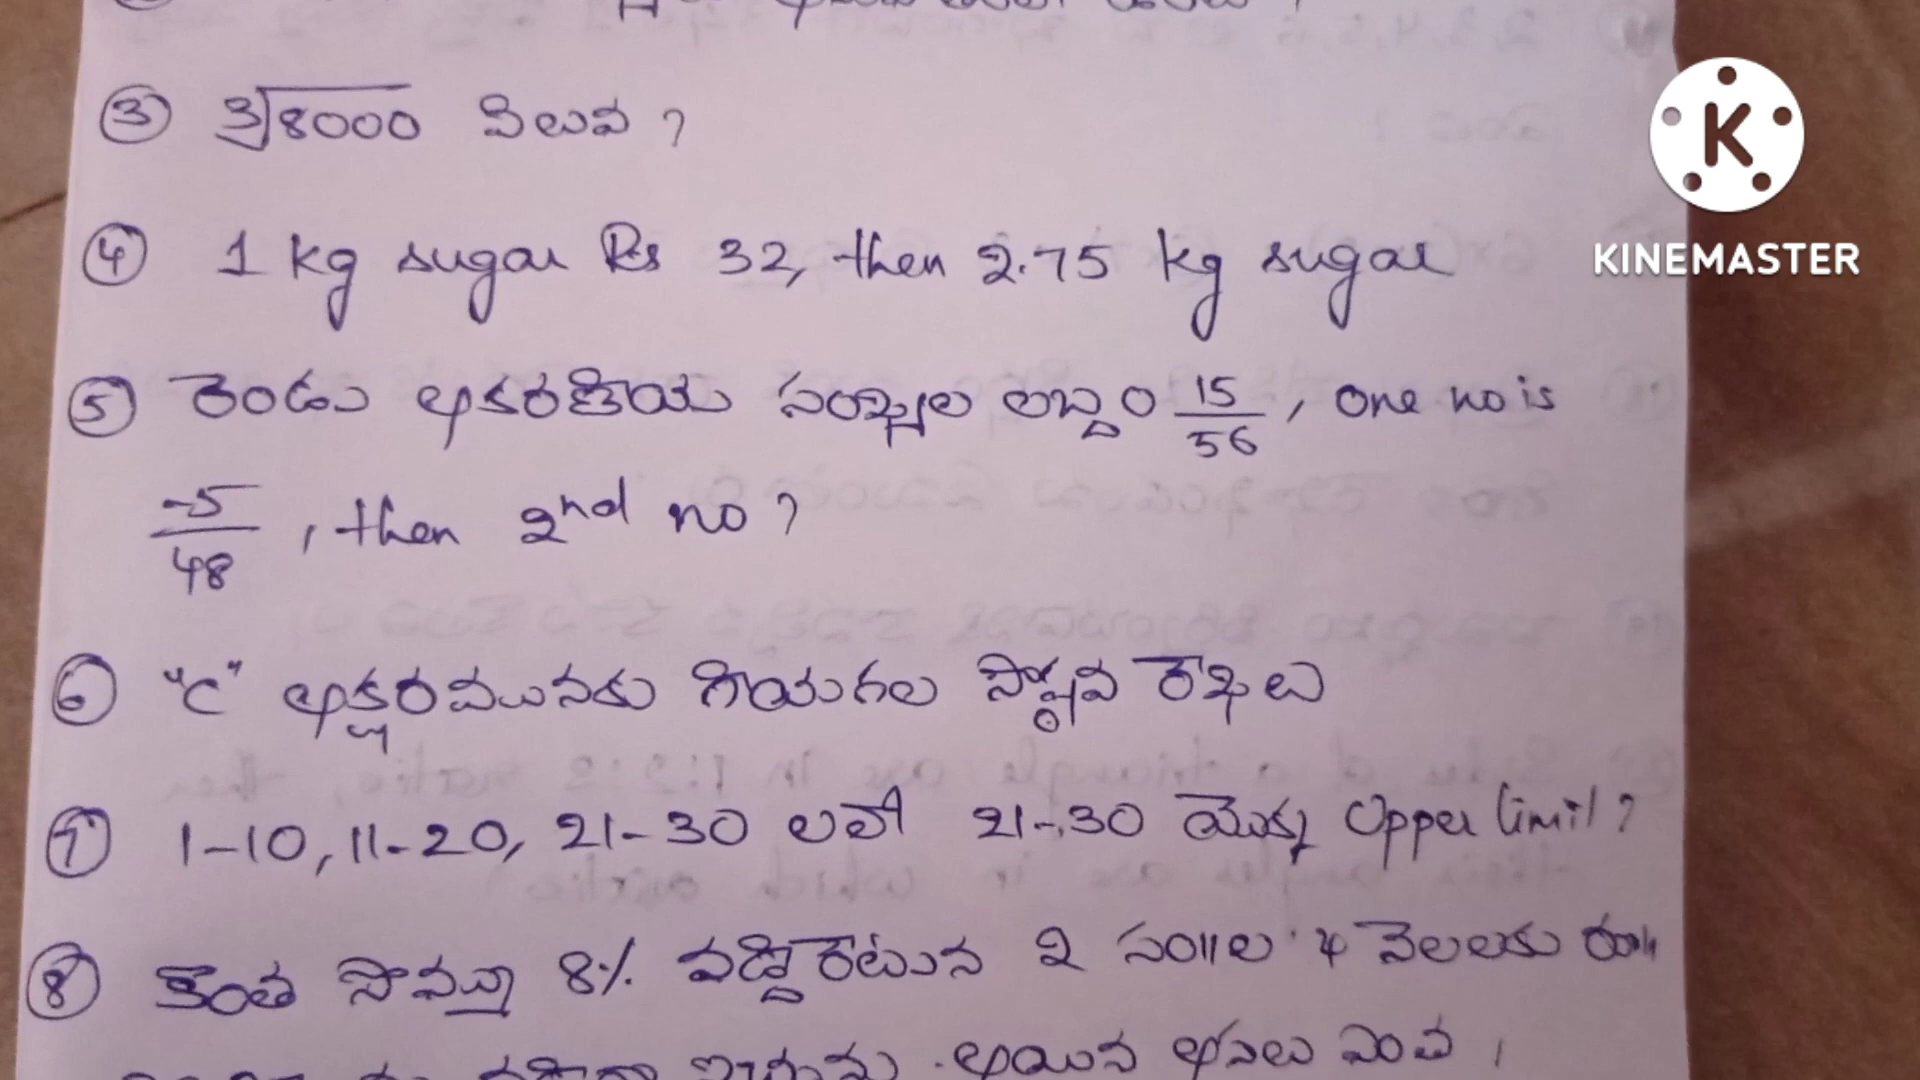 ③ ∛8000 విలువ ?
④ 1 kg sugar Rs 32, then 2.75 kg sugar
⑤ రెండు అకరణీయ సంఖ్యల లబ్దం 15/56, one no is
-5/48, then 2nd no ?
⑥ "C" అక్షరమునకు గీయగల సౌష్ఠవ రేఖలు
⑦ 1-10, 11-20, 21-30 లలో 21-30 యొక్క Upper limit ?
⑧ కొంత సొమ్ము 8% వడ్డీరేటున 2 సం॥ల 4 నెలలకు రూ॥
అయిన అసలు ఎంత
K
KINEMASTER